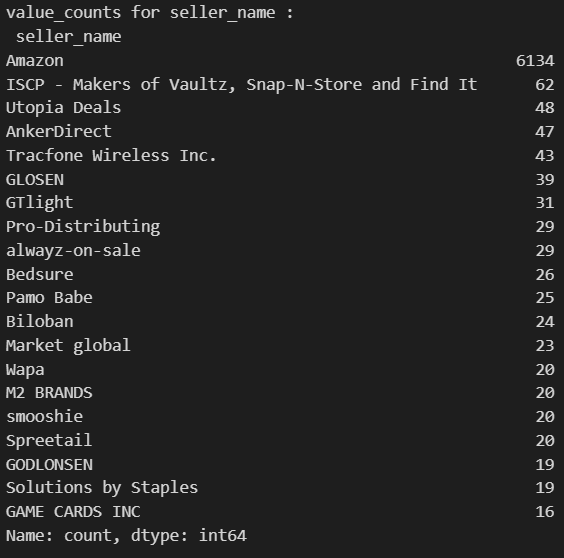 value_counts for seller_name :
seller_name
Amazon 6134
ISCP - Makers of Vaultz, Snap-N-Store and Find It 62
Utopia Deals 48
AnkerDirect 47
Tracfone Wireless Inc. 43
GLOSEN 39
GTlight 31
Pro-Distributing 29
alwayz-on-sale 29
Bedsure 26
Pamo Babe 25
Biloban 24
Market global 23
Wapa 20
M2 BRANDS 20
smooshie 20
Spreetail 20
GODLONSEN 19
Solutions by Staples 19
GAME CARDS INC 16
Name: count, dtype: int64